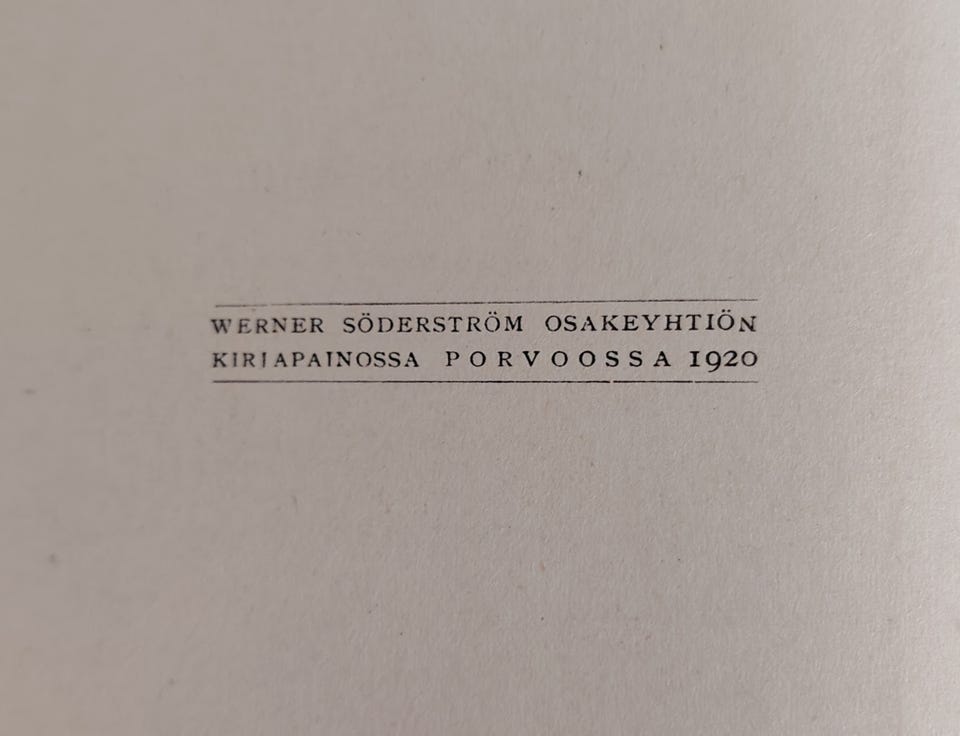 WERNER SÖDERSTRÖM OSAKEYHTIÖN
KIRJAPAINOSSA PORVOOSSA 1920